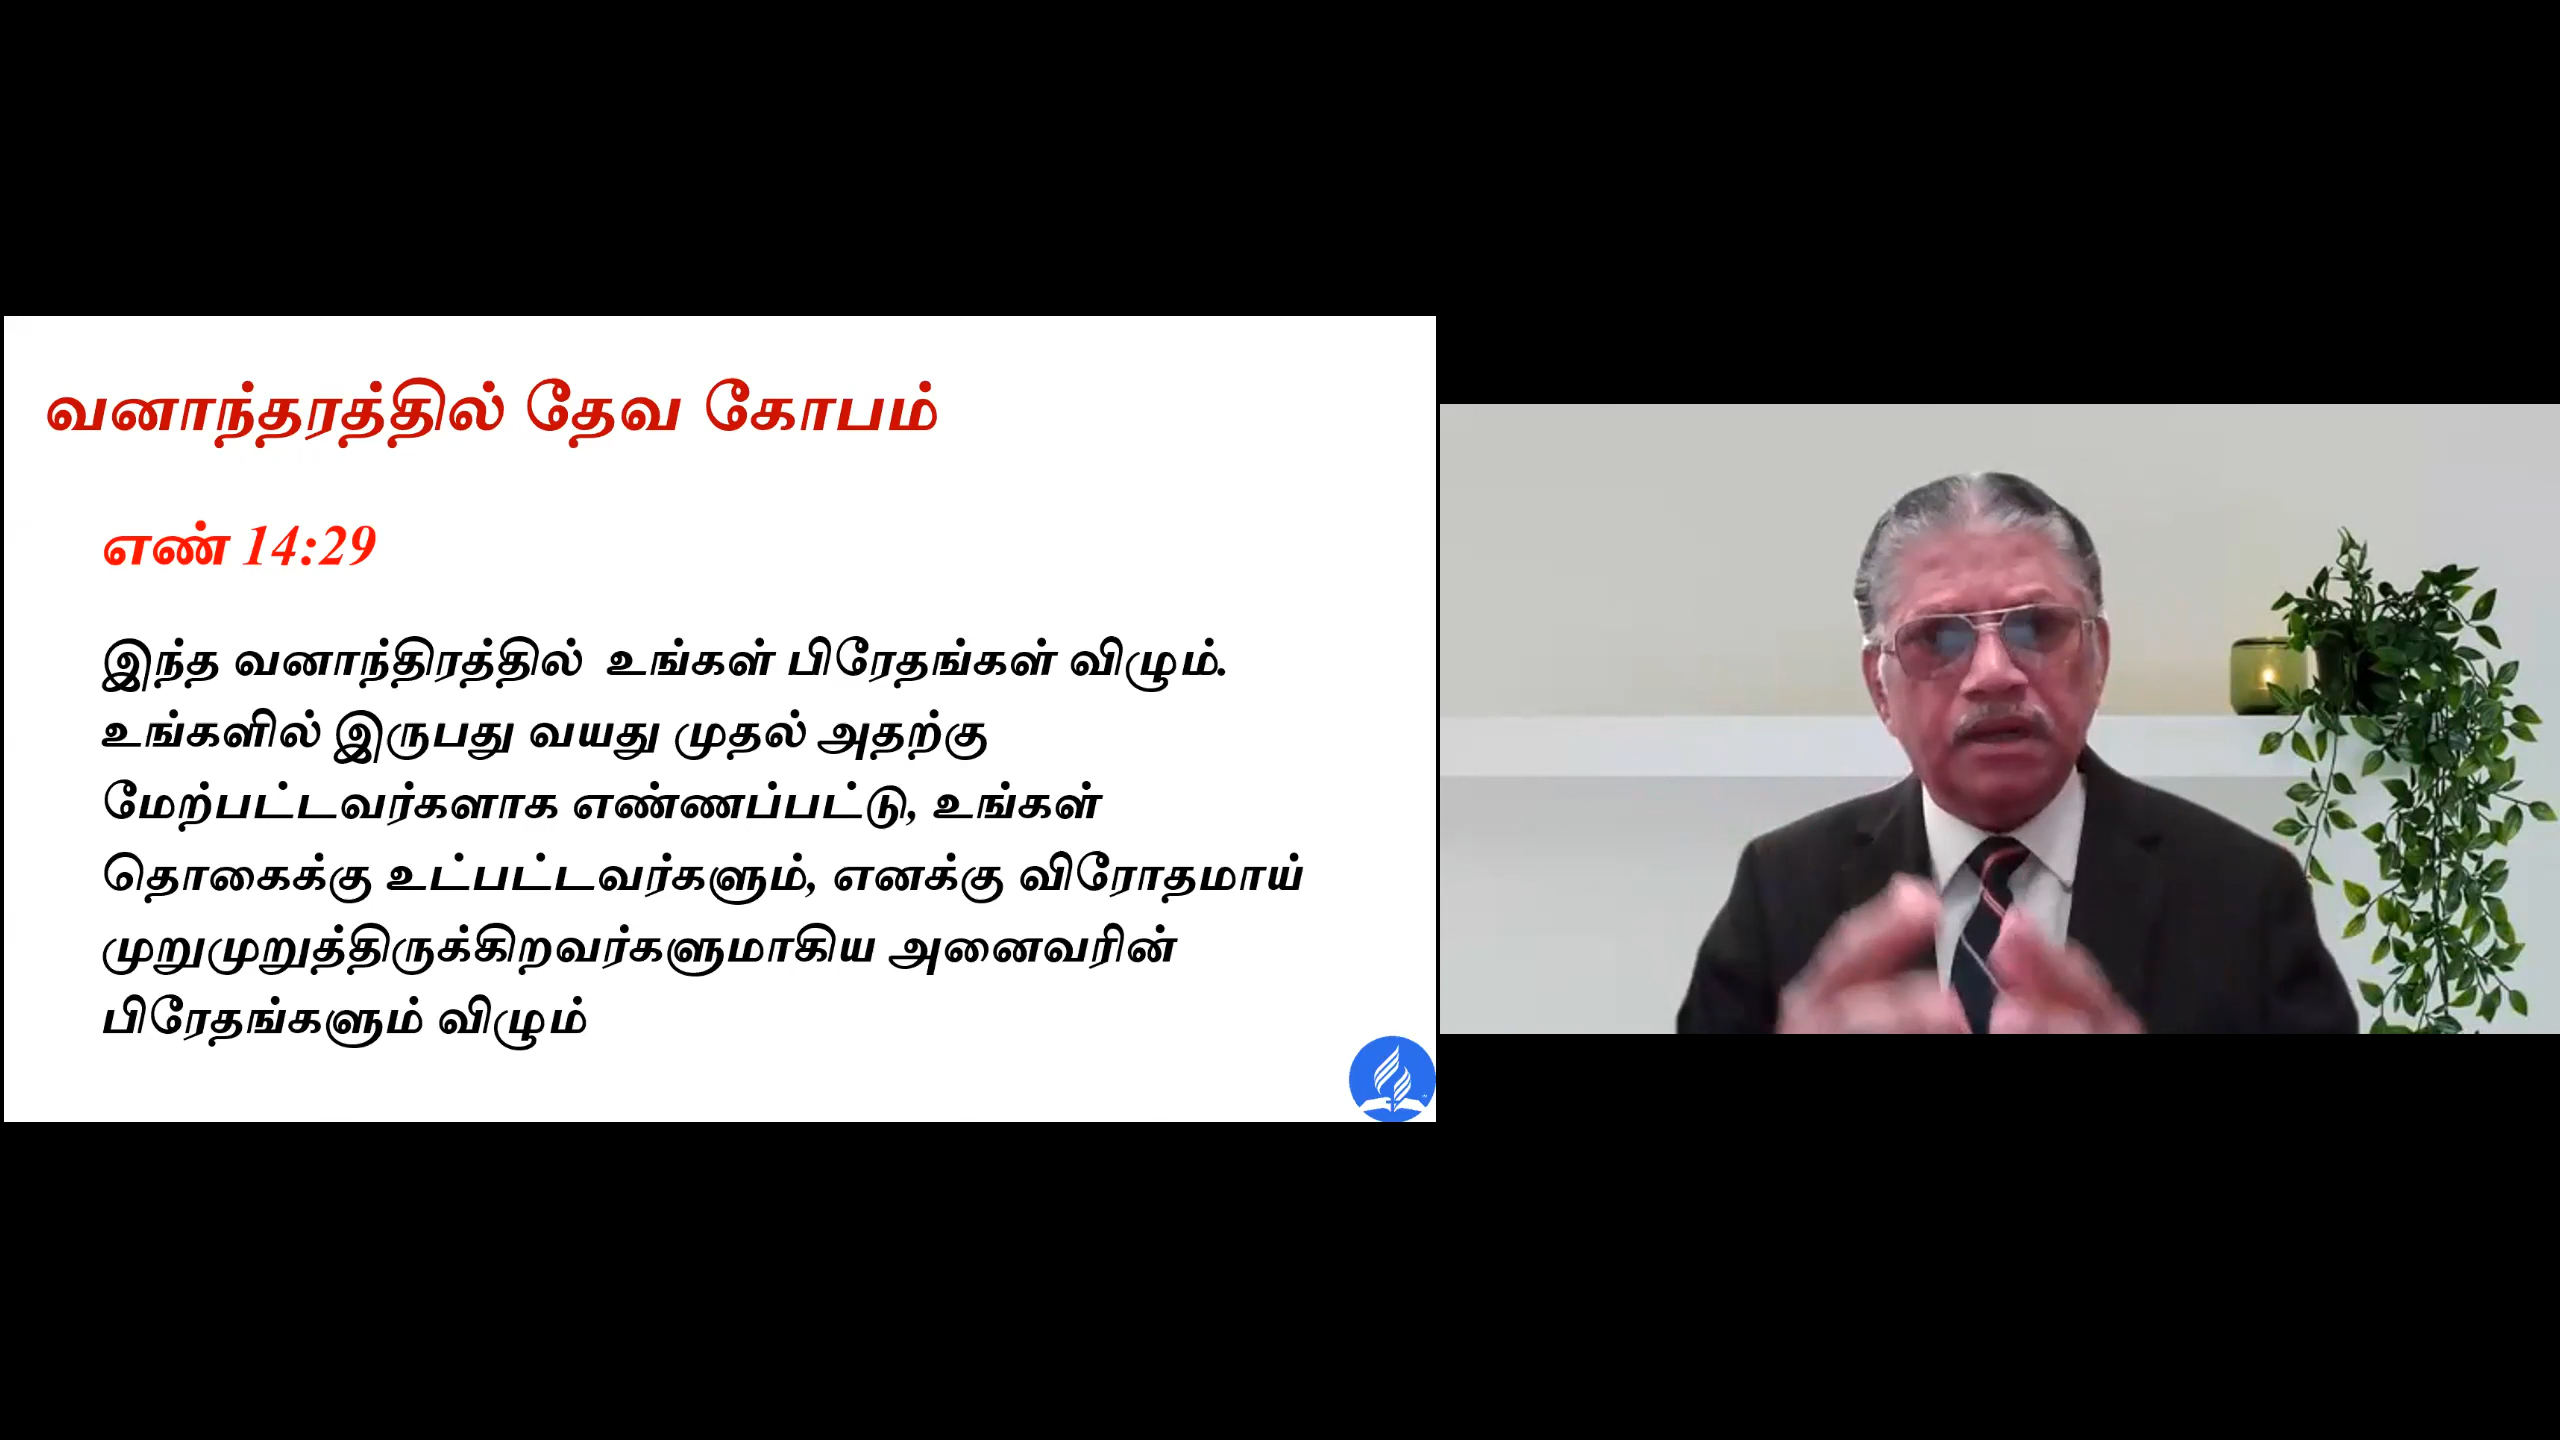 வனாந்தரத்தில் தேவ கோபம்
எண் 14:29
இந்த வனாந்திரத்தில் உங்கள் பிரேதங்கள் விழும்.
உங்களில் இருபது வயது முதல் அதற்கு
மேற்பட்டவர்களாக எண்ணப்பட்டு, உங்கள்
தொகைக்கு உட்பட்டவர்களும், எனக்கு விரோதமாய்
முறுமுறுத்திருக்கிறவர்களுமாகிய அனைவரின்
பிரேதங்களும் விழும்